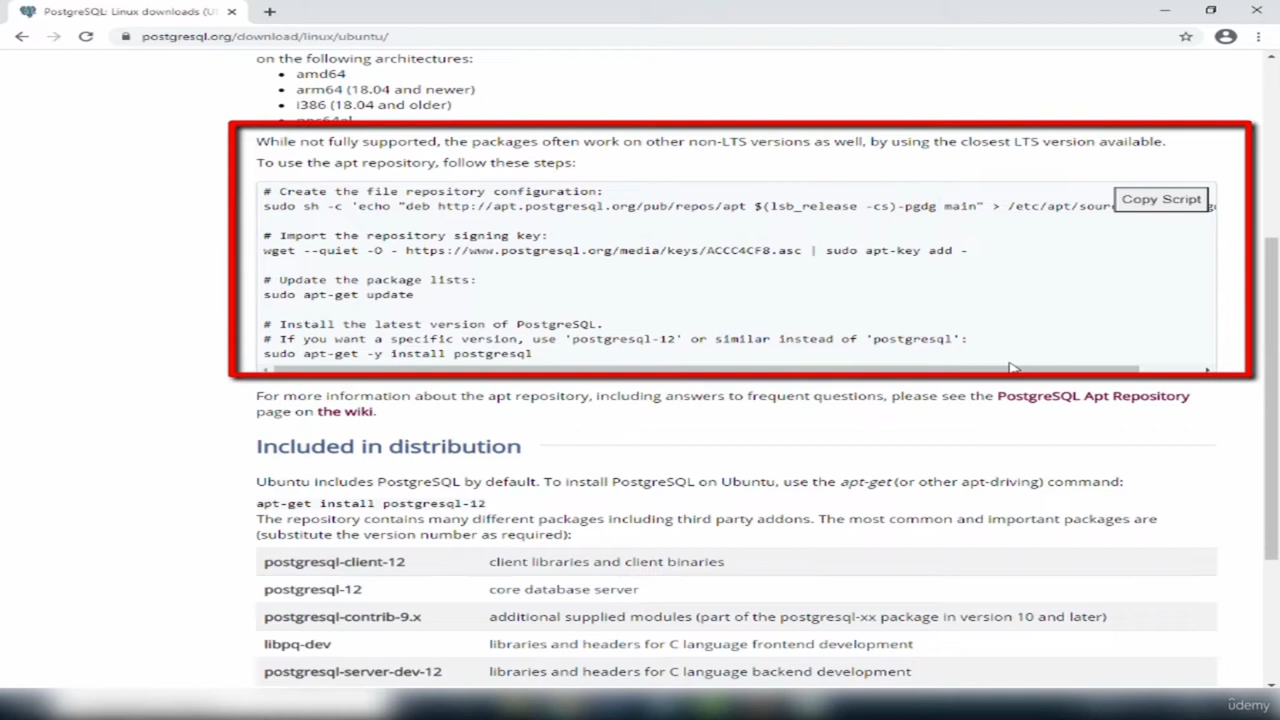 PostgreSQL: Linux downloads (U
postgresql.org/download/linux/ubuntu/
on the following architectures:
• amd64
• arm64 (18.04 and newer)
• i386 (18.04 and older)
While not fully supported, the packages often work on other non-LTS versions as well, by using the closest LTS version available.
To use the apt repository, follow these steps:
Copy Script
# Create the file repository configuration:
sudo sh -c 'echo "deb http://apt.postgresql.org/pub/repos/apt $(lsb_release -cs)-pgdg main" > /etc/apt/sour
# Import the repository signing key:
wget --quiet -O - https://www.postgresql.org/media/keys/ACCC4CF8.asc | sudo apt-key add -
# Update the package lists:
sudo apt-get update
# Install the latest version of PostgreSQL.
# If you want a specific version, use 'postgresql-12' or similar instead of 'postgresql':
sudo apt-get -y install postgresql
For more information about the apt repository, including answers to frequent questions, please see the PostgreSQL Apt Repository
page on the wiki.
Included in distribution
Ubuntu includes PostgreSQL by default. To install PostgreSQL on Ubuntu, use the apt-get (or other apt-driving) command:
apt-get install postgresql-12
The repository contains many different packages including third party addons. The most common and important packages are
(substitute the version number as required):
postgresql-client-12 client libraries and client binaries
postgresql-12 core database server
postgresql-contrib-9.x additional supplied modules (part of the postgresql-xx package in version 10 and later)
libpq-dev libraries and headers for C language frontend development
postgresql-server-dev-12 libraries and headers for C language backend development
ûdemy